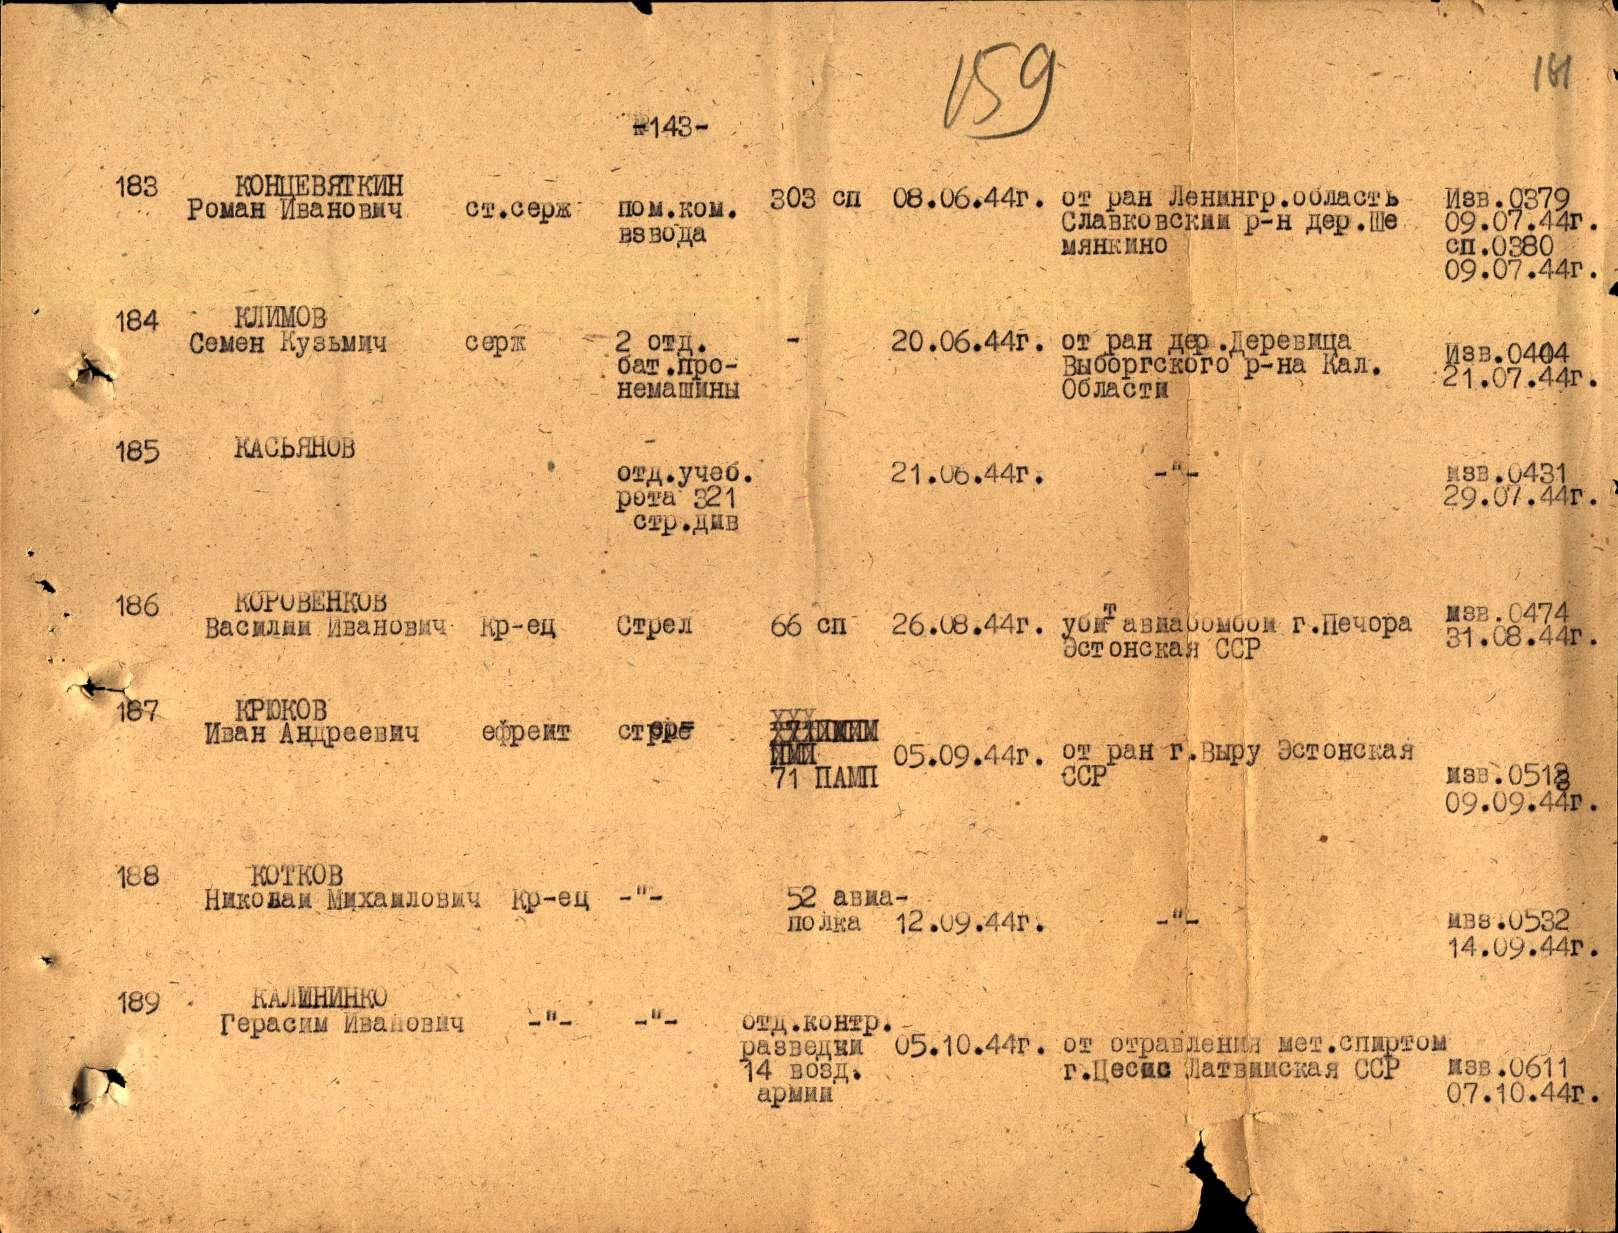 159
181
-143-
183 КОНЦЕВЯТКИН
Роман Иванович ст.серж пом.ком. 303 сп 08.06.44г. от ран Ленингр.область Изв.0379
взвода Славковский р-н дер.Ше 09.07.44г.
мянкино сп.0380
09.07.44г.
184 КЛИМОВ
Семен Кузьмич серж 2 отд. - 20.06.44г. от ран дер.Деревица Изв.0404
бат.про- Выборгского р-на Кал. 21.07.44г.
немашины Области
185 КАСЬЯНОВ -
отд.учеб. 21.06.44г. -"- изв.0431
рота 321 29.07.44г.
стр.див
186 КОРОВЕНКОВ
Василий Иванович Кр-ец Стрел 66 сп 26.08.44г. убит авиабомбой г.Печора изв.0474
Эстонская ССР 31.08.44г.
187 КРЮКОВ
Иван Андреевич ефрейт
05.09.44г. от ран г.Выру Эстонская
71 ПАМП ССР изв.051
09.09.44г.
188 КОТКОВ
Николай Михайлович Кр-ец -"- 52 авиа-
полка 12.09.44г. -"- изв.0532
14.09.44г.
189 КАЛИНИНКО
Герасим Иванович -"- -"- отд.контр.
разведки 05.10.44г. от отравления мет.спиртом
14 возд. г.Цесис Латвийская ССР изв.0611
армии 07.10.44г.